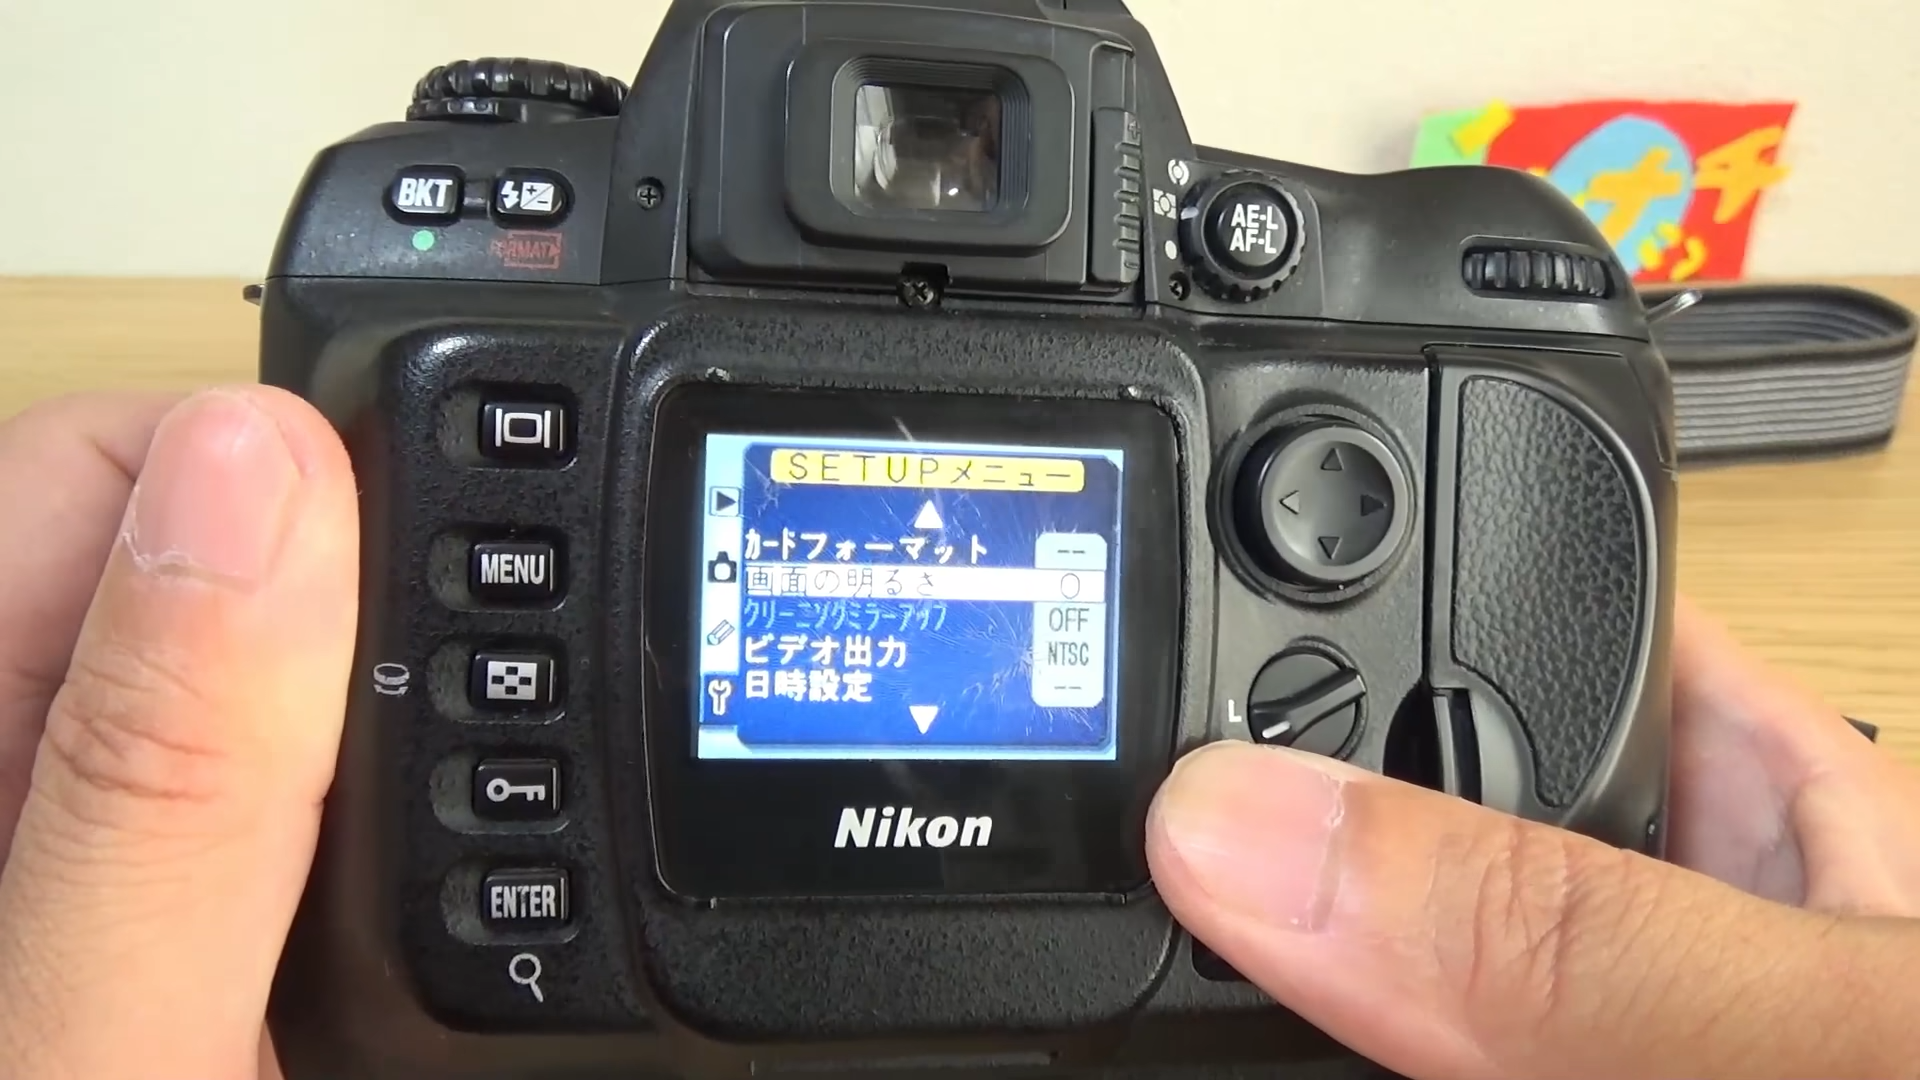 BKT
FORMAT
AE-L
AF-L
MENU
ENTER
SETUPメニュー
カードフォーマット --
画面の明るさ 0
クリーニングミラーアップ OFF
ビデオ出力 NTSC
日時設定 --
L
Nikon